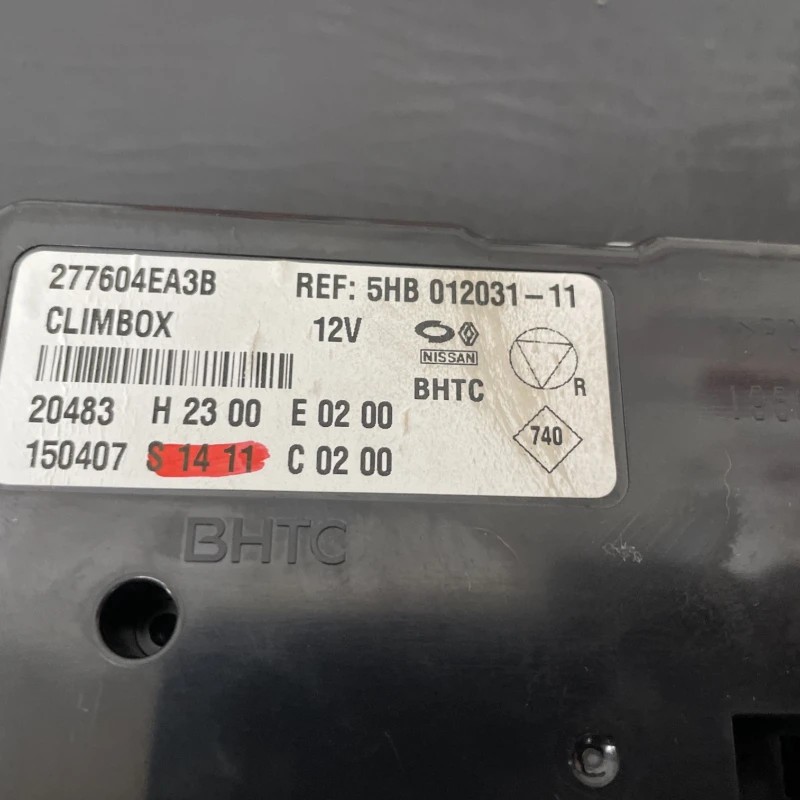 277604EA3B REF: 5HB 012031-11
CLIMBOX 12V
NISSAN
BHTC R
20483 H 23 00 E 02 00
740
150407 S 14 11 C 02 00
BHTC